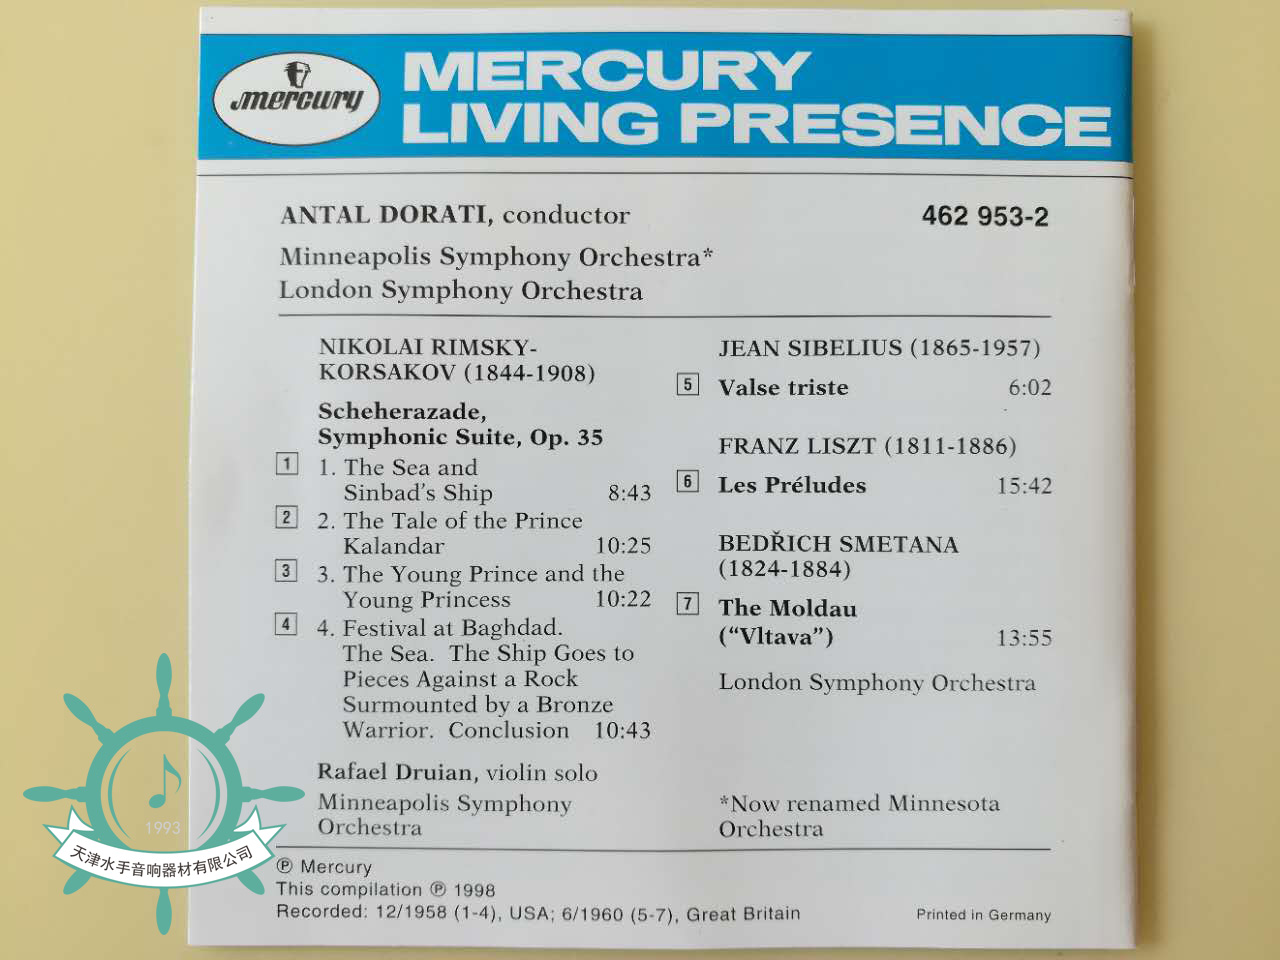 mercury
MERCURY
LIVING PRESENCE
ANTAL DORATI, conductor
462 953-2
Minneapolis Symphony Orchestra*
London Symphony Orchestra
NIKOLAI RIMSKY-
KORSAKOV (1844-1908)
Scheherazade,
Symphonic Suite, Op. 35
1 1. The Sea and
Sinbad's Ship 8:43
2 2. The Tale of the Prince
Kalandar 10:25
3 3. The Young Prince and the
Young Princess 10:22
4 4. Festival at Baghdad.
The Sea. The Ship Goes to
Pieces Against a Rock
Surmounted by a Bronze
Warrior. Conclusion 10:43
Rafael Druian, violin solo
Minneapolis Symphony
Orchestra
JEAN SIBELIUS (1865-1957)
5 Valse triste 6:02
FRANZ LISZT (1811-1886)
6 Les Préludes 15:42
BEDŘICH SMETANA
(1824-1884)
7 The Moldau
("Vltava") 13:55
London Symphony Orchestra
*Now renamed Minnesota
Orchestra
℗ Mercury
This compilation ℗ 1998
Recorded: 12/1958 (1-4), USA; 6/1960 (5-7), Great Britain
Printed in Germany
1993
天津水手音响器材有限公司